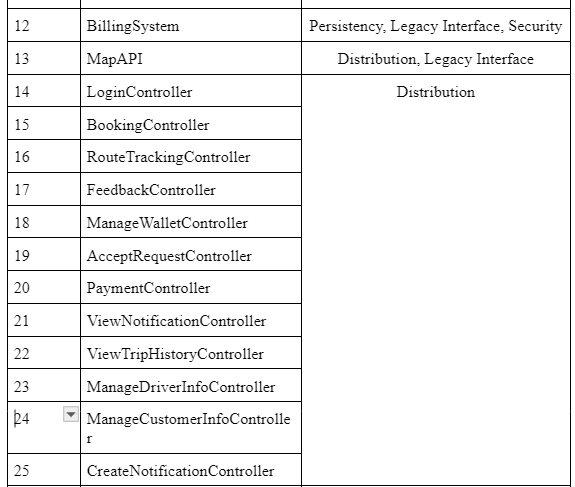 12 BillingSystem Persistency, Legacy Interface, Security
13 MapAPI Distribution, Legacy Interface
14 LoginController Distribution
15 BookingController
16 RouteTrackingController
17 FeedbackController
18 ManageWalletController
19 AcceptRequestController
20 PaymentController
21 ViewNotificationController
22 ViewTripHistoryController
23 ManageDriverInfoController
24 ManageCustomerInfoControlle
r
25 CreateNotificationController